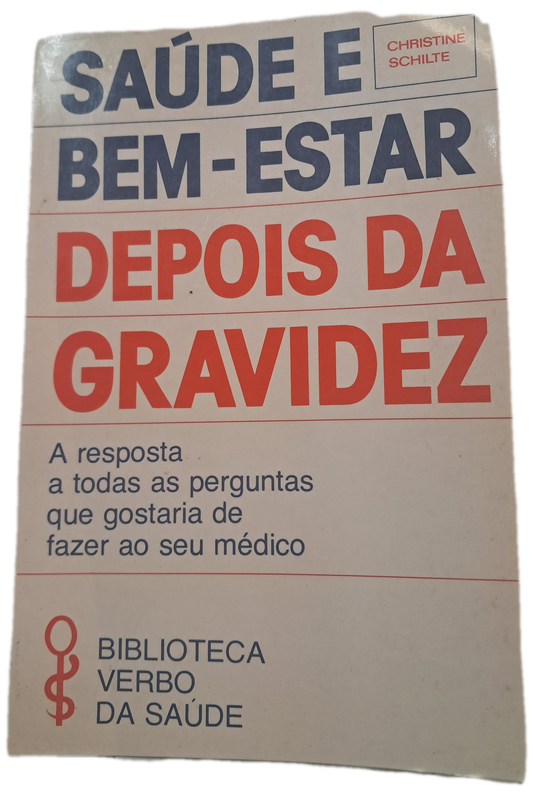 SAÚDE E
CHRISTINE
SCHILTE
BEM-ESTAR
DEPOIS DA
GRAVIDEZ
A resposta
a todas as perguntas
que gostaria de
fazer ao seu médico
BIBLIOTECA
VERBO
DA SAÚDE